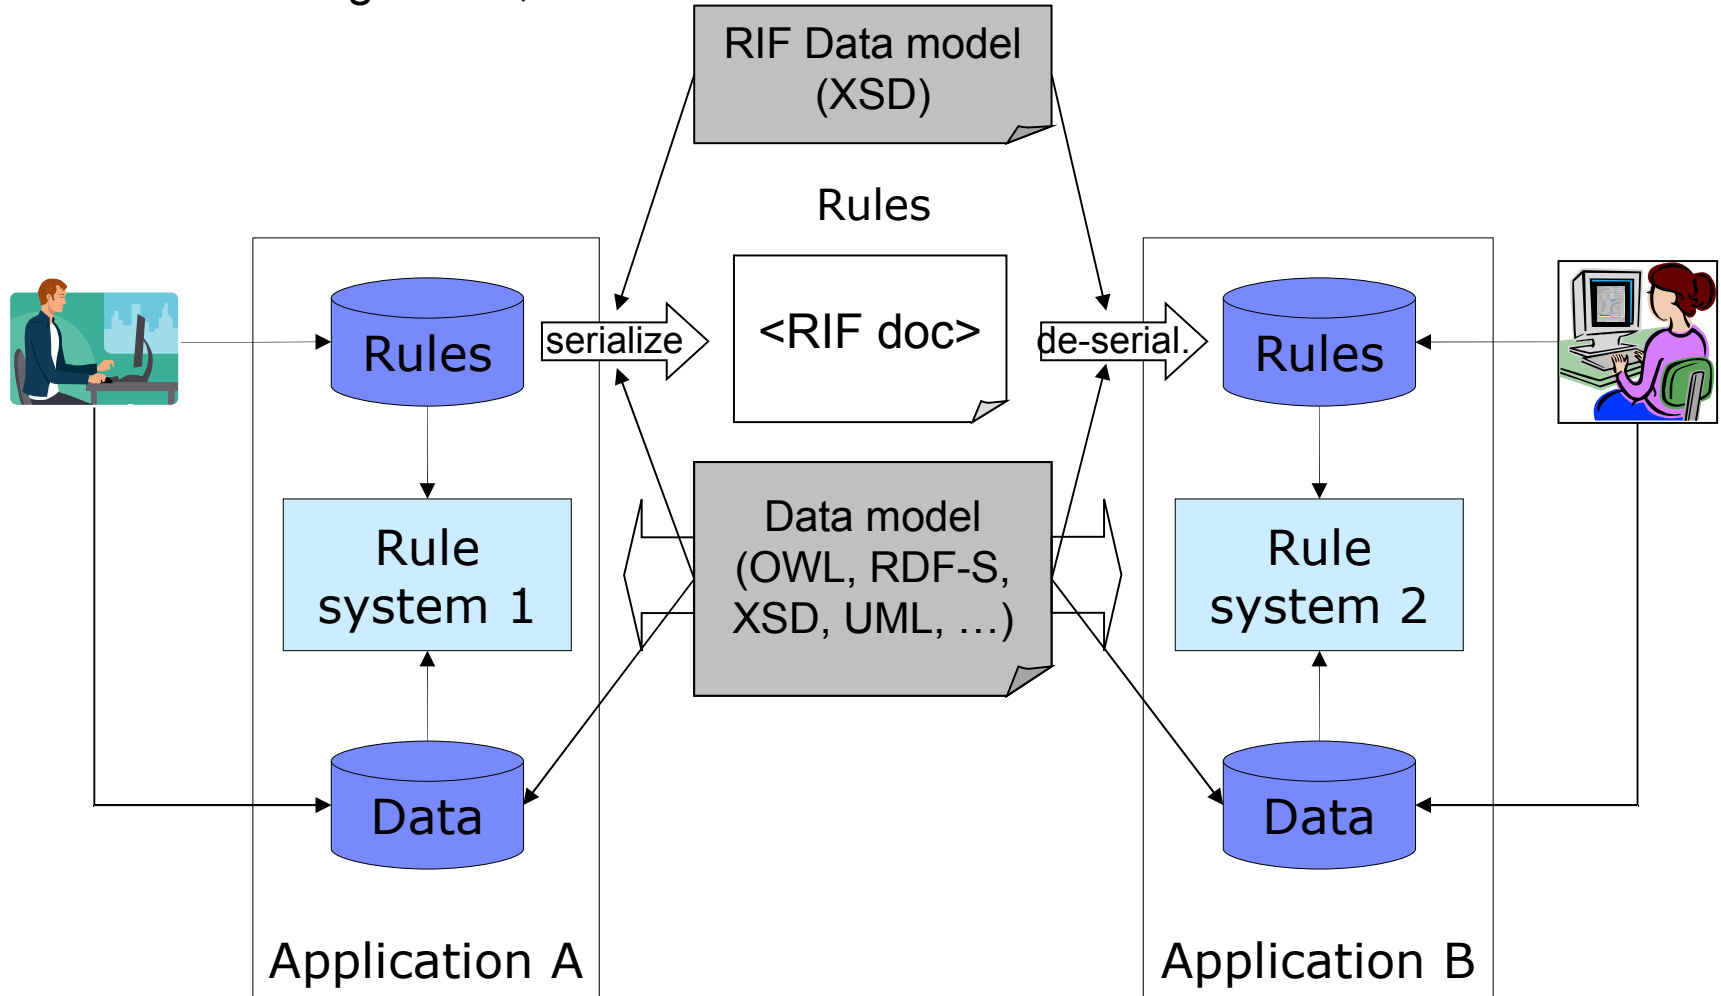 RIF Data model
(XSD)
Rules
Rules
serialize
<RIF doc>
de-serial.
Rules
Rule
system 1
Data model
(OWL, RDF-S,
XSD, UML, …)
Rule
system 2
Data
Data
Application A
Application B